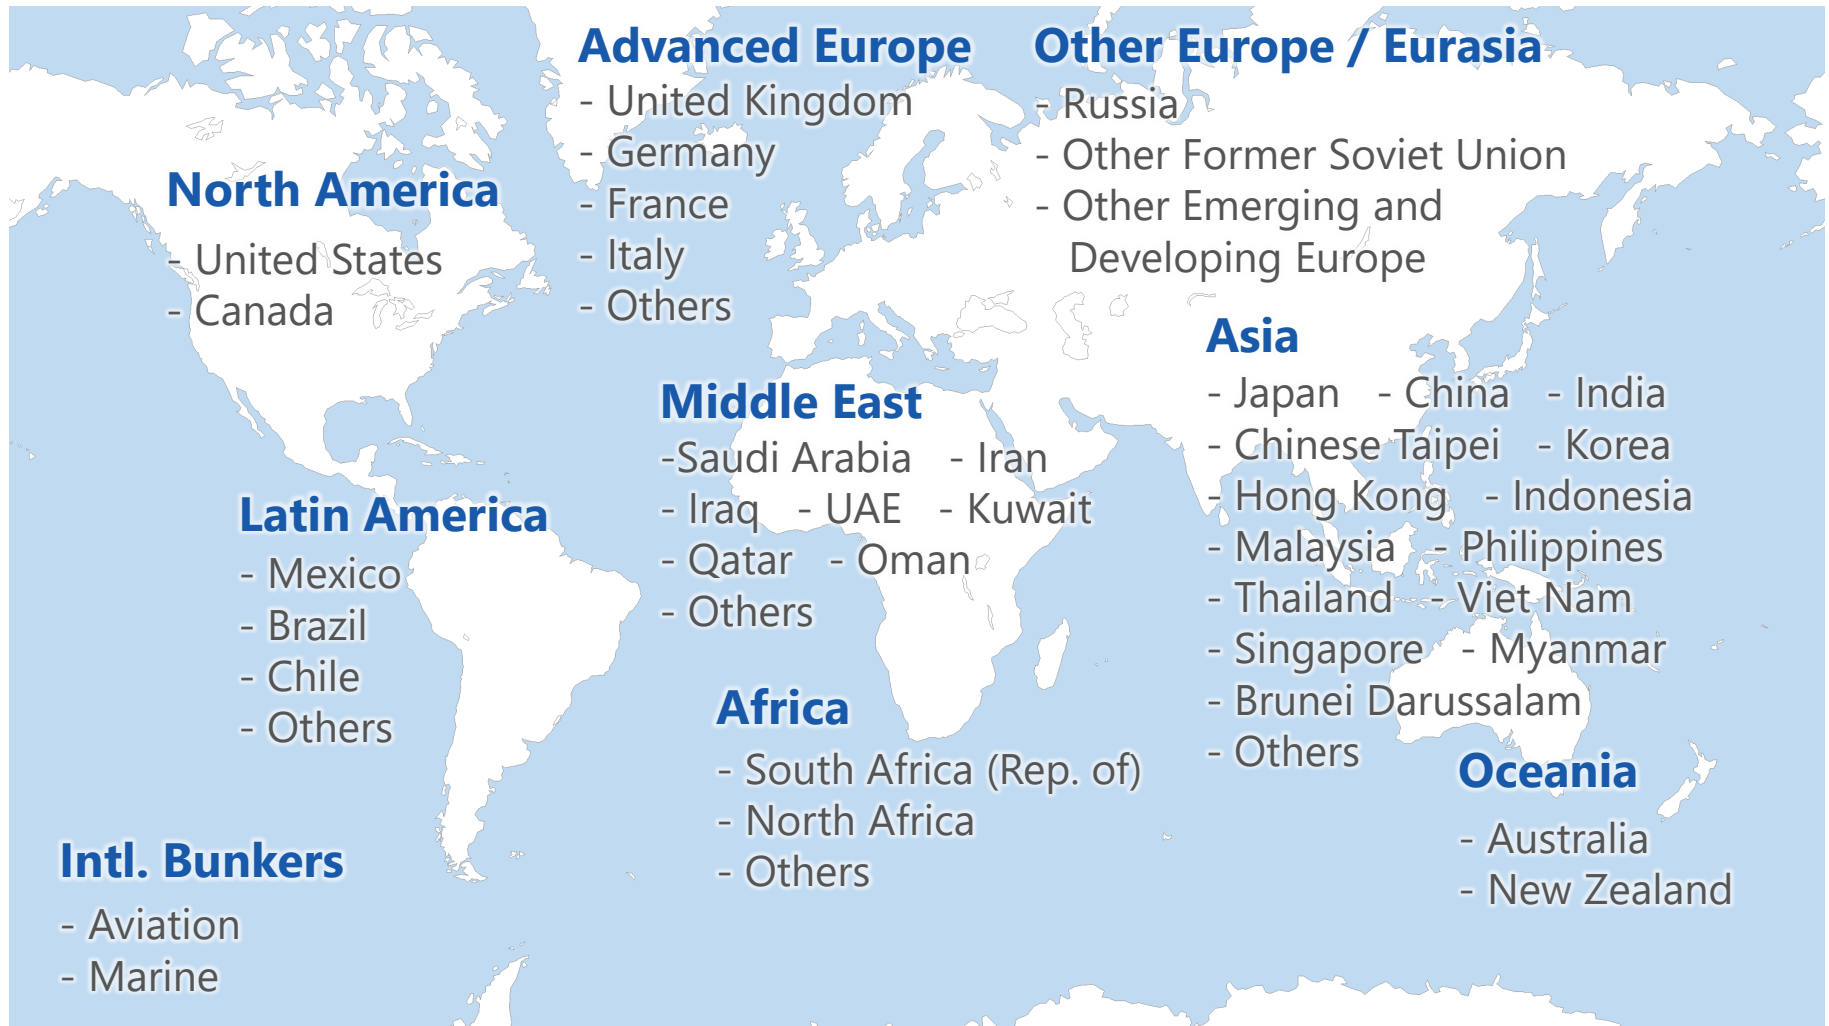 Advanced Europe
- United Kingdom
- Germany
- France
- Italy
- Others
Other Europe / Eurasia
- Russia
- Other Former Soviet Union
- Other Emerging and
Developing Europe
North America
- United States
- Canada
Asia
- Japan - China - India
- Chinese Taipei - Korea
- Hong Kong - Indonesia
- Malaysia - Philippines
- Thailand - Viet Nam
- Singapore - Myanmar
- Brunei Darussalam
- Others
Middle East
-Saudi Arabia - Iran
- Iraq - UAE - Kuwait
- Qatar - Oman
- Others
Latin America
- Mexico
- Brazil
- Chile
- Others
Africa
- South Africa (Rep. of)
- North Africa
- Others
Oceania
- Australia
- New Zealand
Intl. Bunkers
- Aviation
- Marine